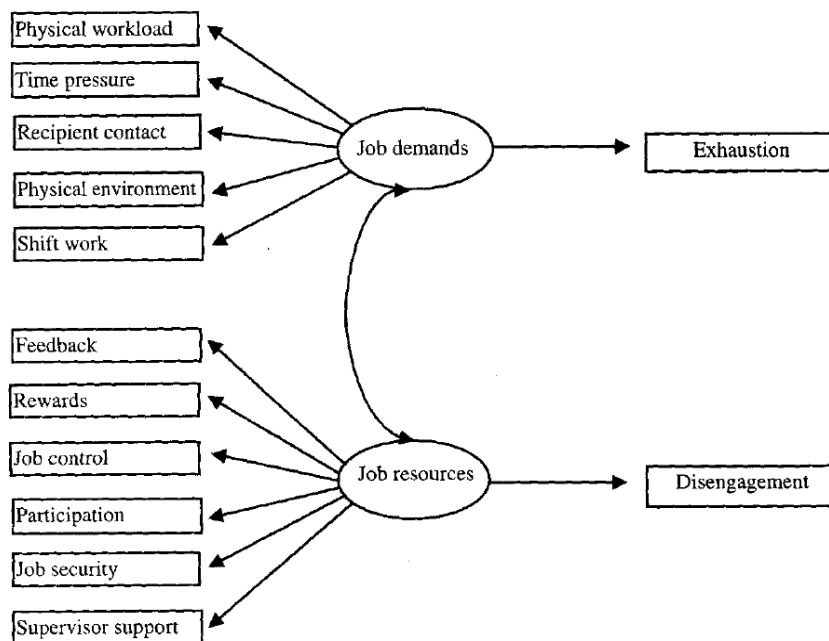 Physical workload
Time pressure
Recipient contact
Physical environment
Shift work
Job demands
Exhaustion
Feedback
Rewards
Job control
Participation
Job security
Supervisor support
Job resources
Disengagement